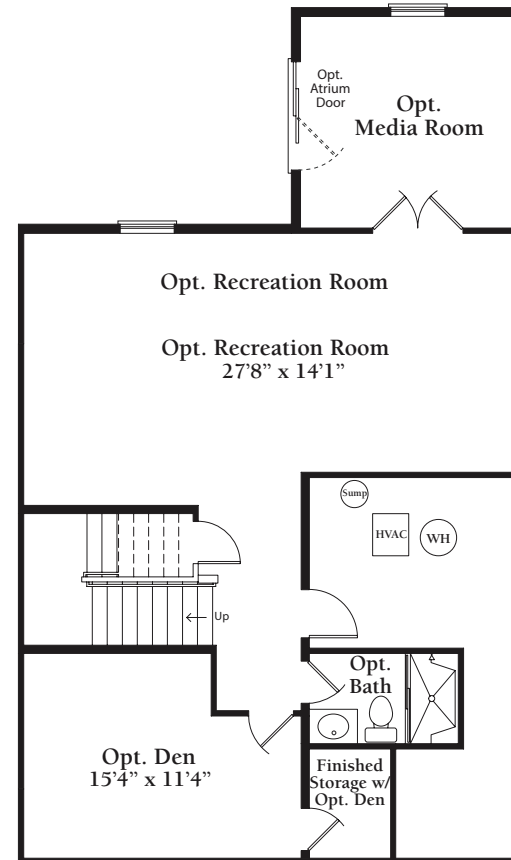 Opt.
Atrium
Door
Opt.
Media Room
Opt. Recreation Room
Opt. Recreation Room
27'8” x 14'1”
Sump
HVAC
WH
Up
Opt.
Bath
Opt. Den
15'4” x 11'4”
Finished
Storage w/
Opt. Den